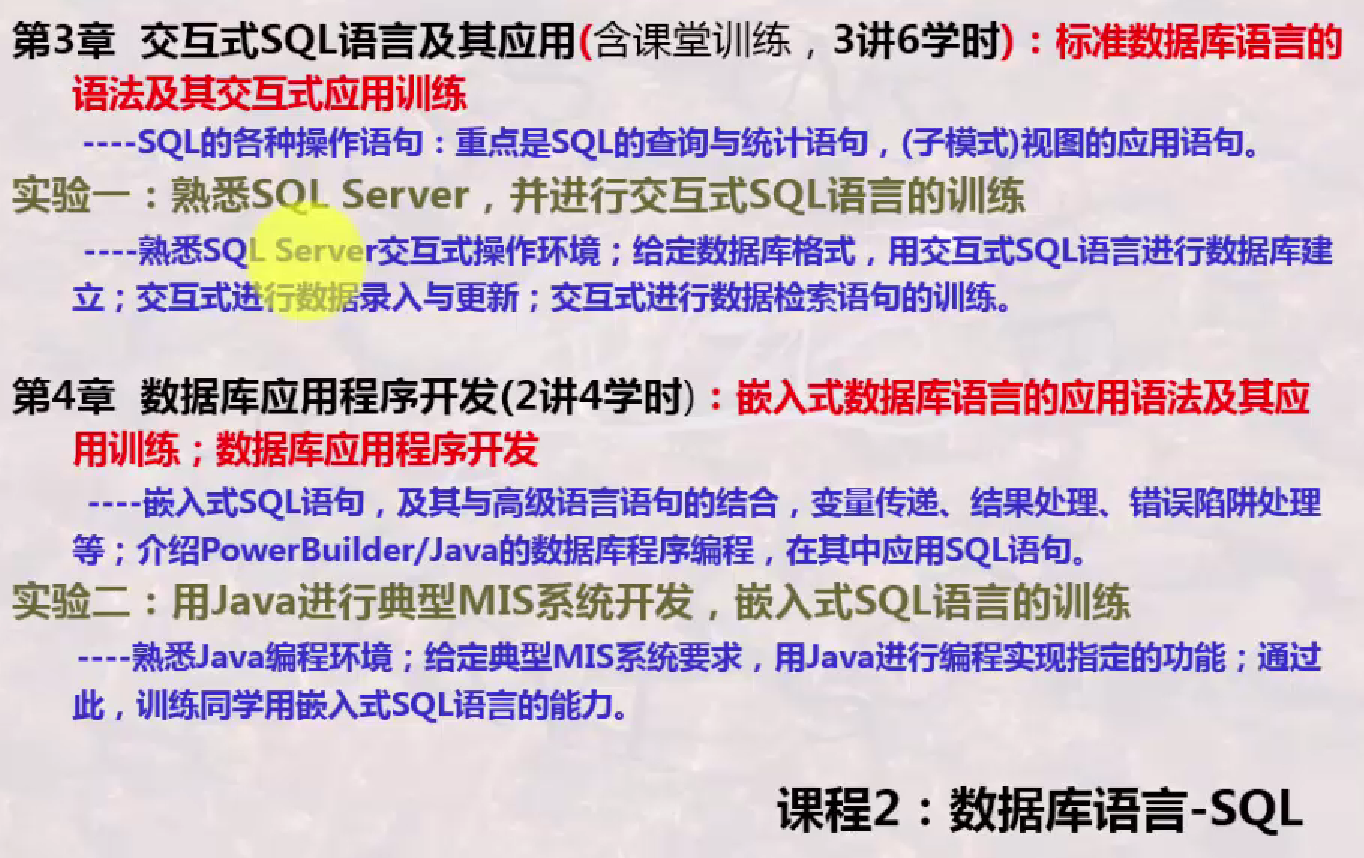 第3章 交互式SQL语言及其应用(含课堂训练，3讲6学时)：标准数据库语言的
语法及其交互式应用训练
----SQL的各种操作语句：重点是SQL的查询与统计语句，(子模式)视图的应用语句。
实验一：熟悉SQL Server，并进行交互式SQL语言的训练
----熟悉SQL Server交互式操作环境；给定数据库格式，用交互式SQL语言进行数据库建
立；交互式进行数据录入与更新；交互式进行数据检索语句的训练。
第4章 数据库应用程序开发(2讲4学时)：嵌入式数据库语言的应用语法及其应
用训练；数据库应用程序开发
----嵌入式SQL语句，及其与高级语言语句的结合，变量传递、结果处理、错误陷阱处理
等；介绍PowerBuilder/Java的数据库程序编程，在其中应用SQL语句。
实验二：用Java进行典型MIS系统开发，嵌入式SQL语言的训练
----熟悉Java编程环境；给定典型MIS系统要求，用Java进行编程实现指定的功能；通过
此，训练同学用嵌入式SQL语言的能力。
课程2：数据库语言-SQL